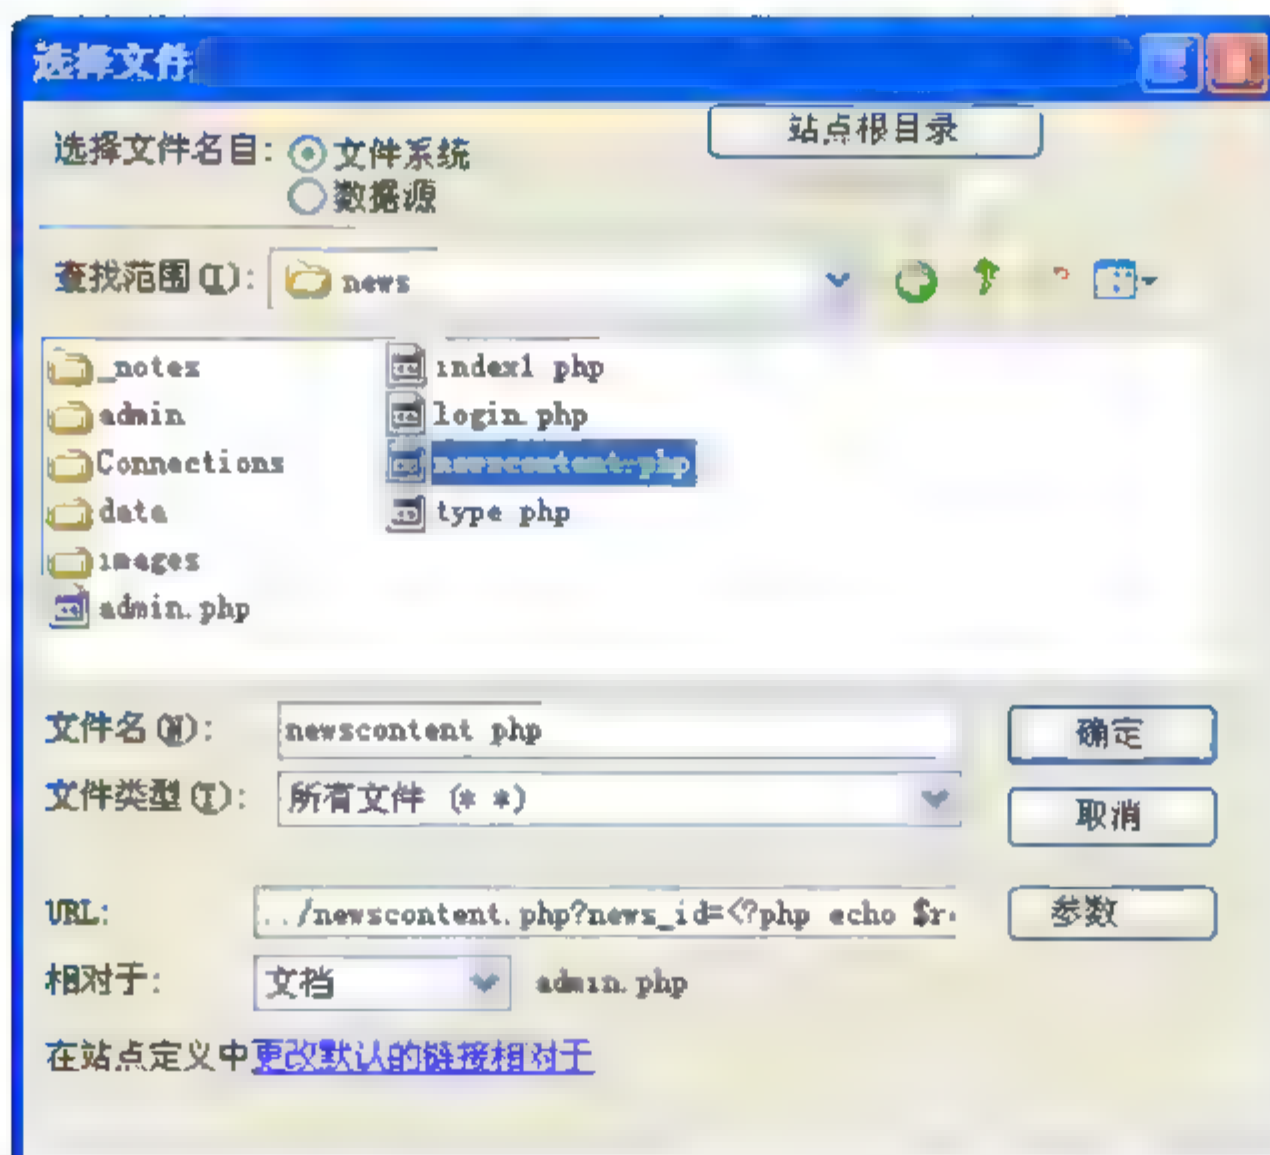 选择文件
站点根目录
选择文件名自: 文件系统
数据源
查找范围(I): news
_notes
admin
Connections
data
images
admin.php
index1 php
login.php
newscontent.php
type php
文件名(N): newscontent php
确定
文件类型(T): 所有文件 (* *)
取消
URL: ../newscontent.php?news_id=<?php echo $r
参数
相对于: 文档 admin.php
在站点定义中更改默认的链接相对于